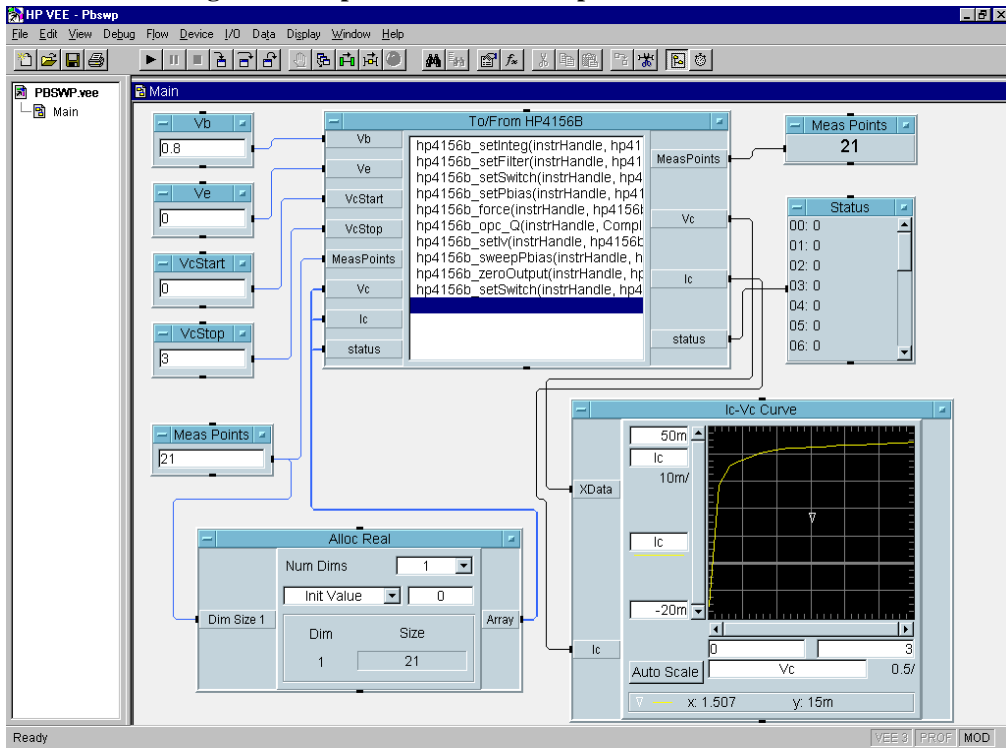 HP VEE - Pbswp
File Edit View Debug Flow Device I/O Data Display Window Help
PBSWP.vee
Main
Main
Vb
0.8
Ve
0
VcStart
0
VcStop
3
Meas Points
21
To/From HP4156B
Vb
Ve
VcStart
VcStop
MeasPoints
Vc
Ic
status
hp4156b_setInteg(instrHandle, hp41
hp4156b_setFilter(instrHandle, hp41
hp4156b_setSwitch(instrHandle, hp4
hp4156b_setPbias(instrHandle, hp41
hp4156b_force(instrHandle, hp4156b
hp4156b_opc_Q(instrHandle, Compl
hp4156b_setIv(instrHandle, hp4156b
hp4156b_sweepPbias(instrHandle, h
hp4156b_zeroOutput(instrHandle, hp
hp4156b_setSwitch(instrHandle, hp4
MeasPoints
Vc
Ic
status
Meas Points
21
Status
00: 0
01: 0
02: 0
03: 0
04: 0
05: 0
06: 0
Alloc Real
Num Dims 1
Init Value 0
Dim Size 1
Dim Size
1 21
Array
Ic-Vc Curve
XData
Ic
50m
Ic
10m/
Ic
-20m
0 3
Auto Scale Vc 0.5/
x: 1.507 y: 15m
Ready
VEE 3 PROF MOD